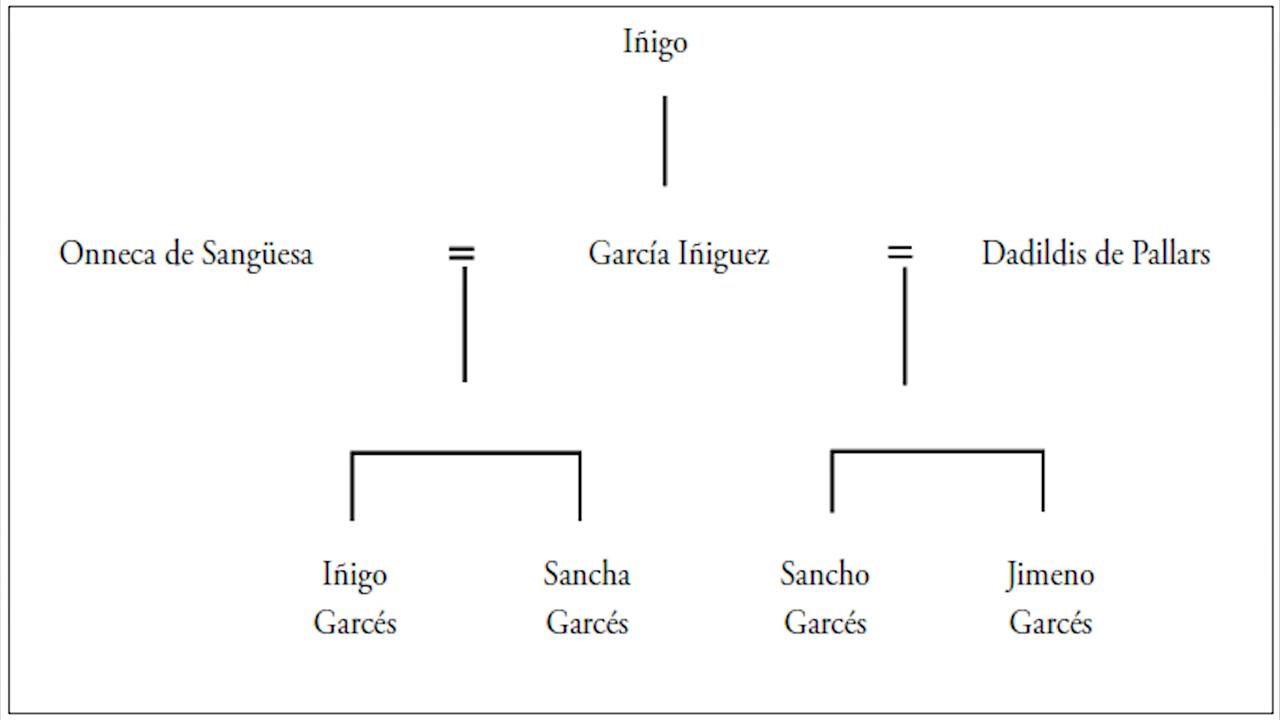 Iñigo
Onneca de Sangüesa = García Iñiguez = Dadildis de Pallars
Iñigo Sancha Sancho Jimeno
Garcés Garcés Garcés Garcés